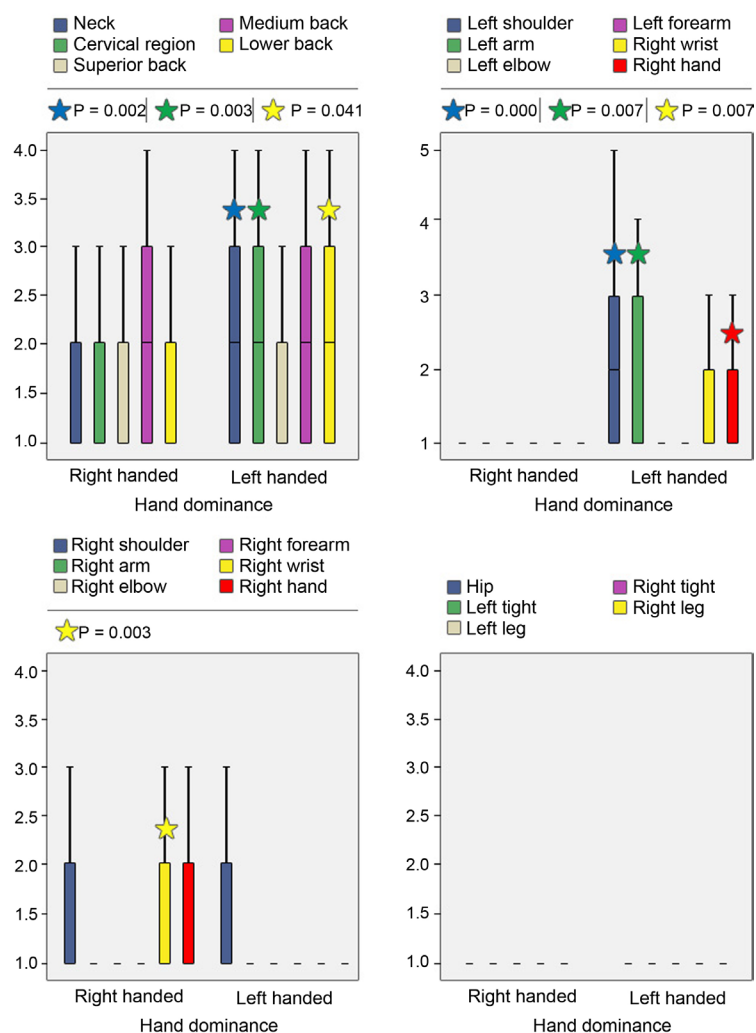 Neck Medium back
Cervical region Lower back
Superior back
P = 0.002 P = 0.003 P = 0.041
4.0
3.5
3.0
2.5
2.0
1.5
1.0
Right handed Left handed
Hand dominance
Left shoulder Left forearm
Left arm Right wrist
Left elbow Right hand
P = 0.000 P = 0.007 P = 0.007
5
4
3
2
1
Right handed Left handed
Hand dominance
Right shoulder Right forearm
Right arm Right wrist
Right elbow Right hand
P = 0.003
4.0
3.5
3.0
2.5
2.0
1.5
1.0
Right handed Left handed
Hand dominance
Hip Right tight
Left tight Right leg
Left leg
4.0
3.5
3.0
2.5
2.0
1.5
1.0
Right handed Left handed
Hand dominance